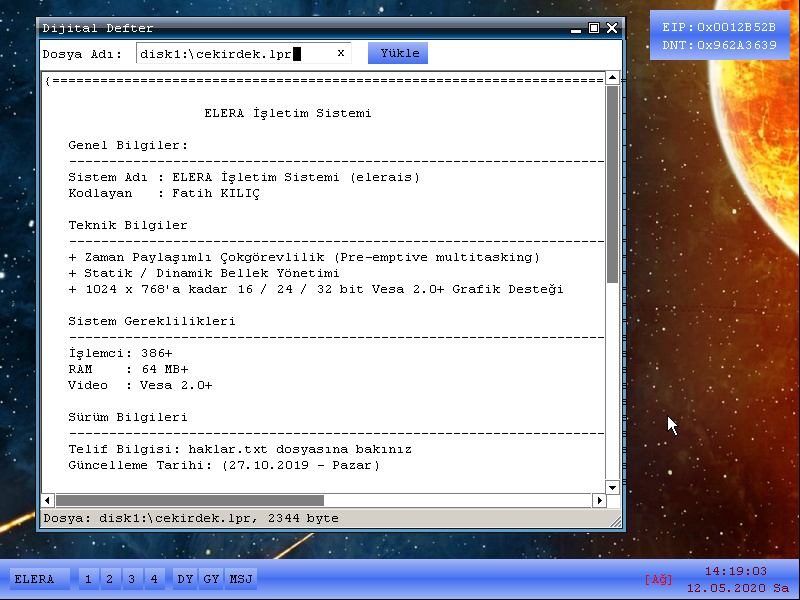 Dijital Defter
EIP:0x0012B52B
DNT:0x962A3639
Dosya Adı: disk1:\cekirdek.lpr x Yükle
{=====================================================================
ELERA İşletim Sistemi
Genel Bilgiler:
-------------------------------------------------------------------
Sistem Adı : ELERA İşletim Sistemi (elerais)
Kodlayan : Fatih KILIÇ
Teknik Bilgiler
-------------------------------------------------------------------
+ Zaman Paylaşımlı Çokgörevlilik (Pre-emptive multitasking)
+ Statik / Dinamik Bellek Yönetimi
+ 1024 x 768'a kadar 16 / 24 / 32 bit Vesa 2.0+ Grafik Desteği
Sistem Gereklilikleri
-------------------------------------------------------------------
İşlemci: 386+
RAM : 64 MB+
Video : Vesa 2.0+
Sürüm Bilgileri
-------------------------------------------------------------------
Telif Bilgisi: haklar.txt dosyasına bakınız
Güncelleme Tarihi: (27.10.2019 - Pazar)
Dosya: disk1:\cekirdek.lpr, 2344 byte
ELERA 1 2 3 4 DY GY MSJ [Ağ] 14:19:03
12.05.2020 Sa